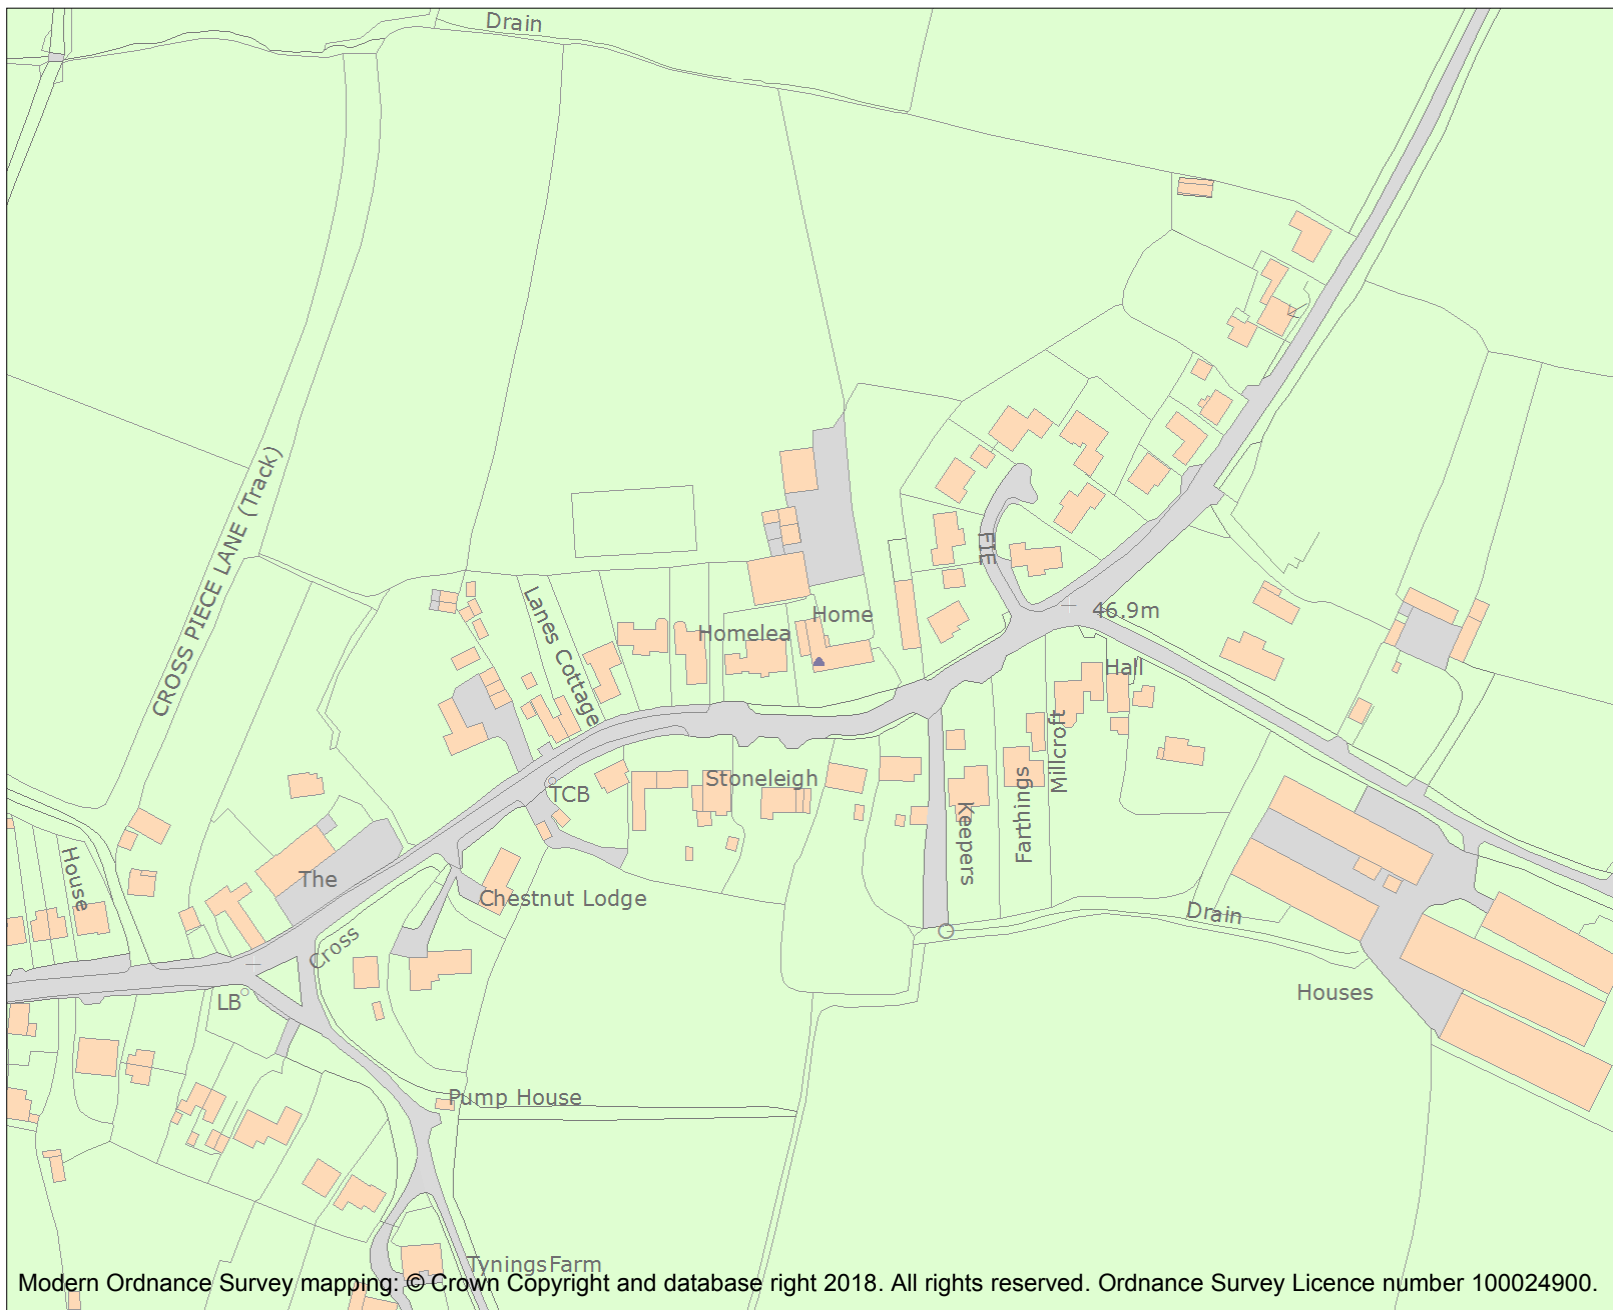 Drain
CROSS PIECE LANE (Track)
Lanes Cottage
Homelea
Home
FIE
46.9m
Hall
Millcroft
Stoneleigh
TCB
Keepers
Farthings
House
The
Chestnut Lodge
Cross
Drain
LB
Houses
Pump House
TyningsFarm
Modern Ordnance Survey mapping: © Crown Copyright and database right 2018. All rights reserved. Ordnance Survey Licence number 100024900.